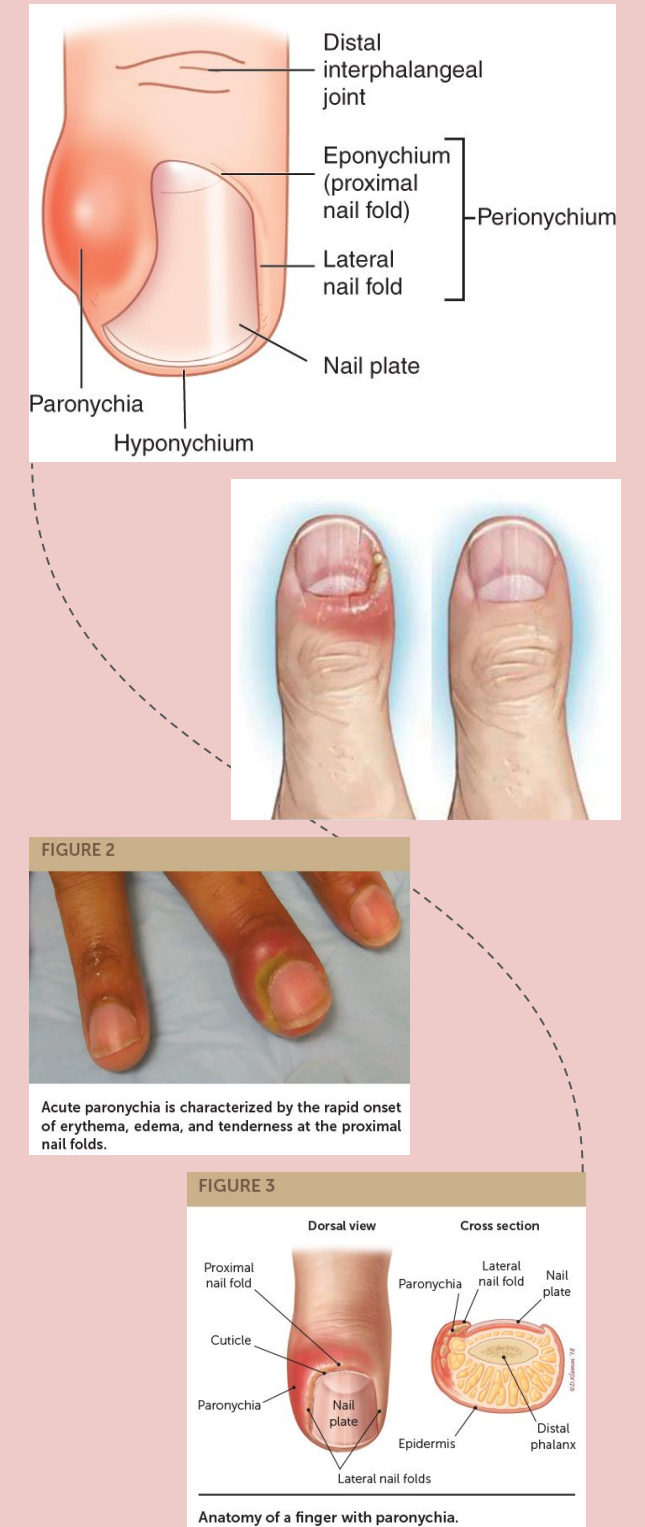 Distal
interphalangeal
joint
Eponychium
(proximal
nail fold)
Perionychium
Lateral
nail fold
Nail plate
Paronychia
Hyponychium
FIGURE 2
Acute paronychia is characterized by the rapid onset
of erythema, edema, and tenderness at the proximal
nail folds.
FIGURE 3
Dorsal view
Cross section
Proximal
nail fold
Cuticle
Paronychia
Nail
plate
Lateral nail folds
Paronychia
Lateral
nail fold
Nail
plate
Epidermis
Distal
phalanx
Anatomy of a finger with paronychia.